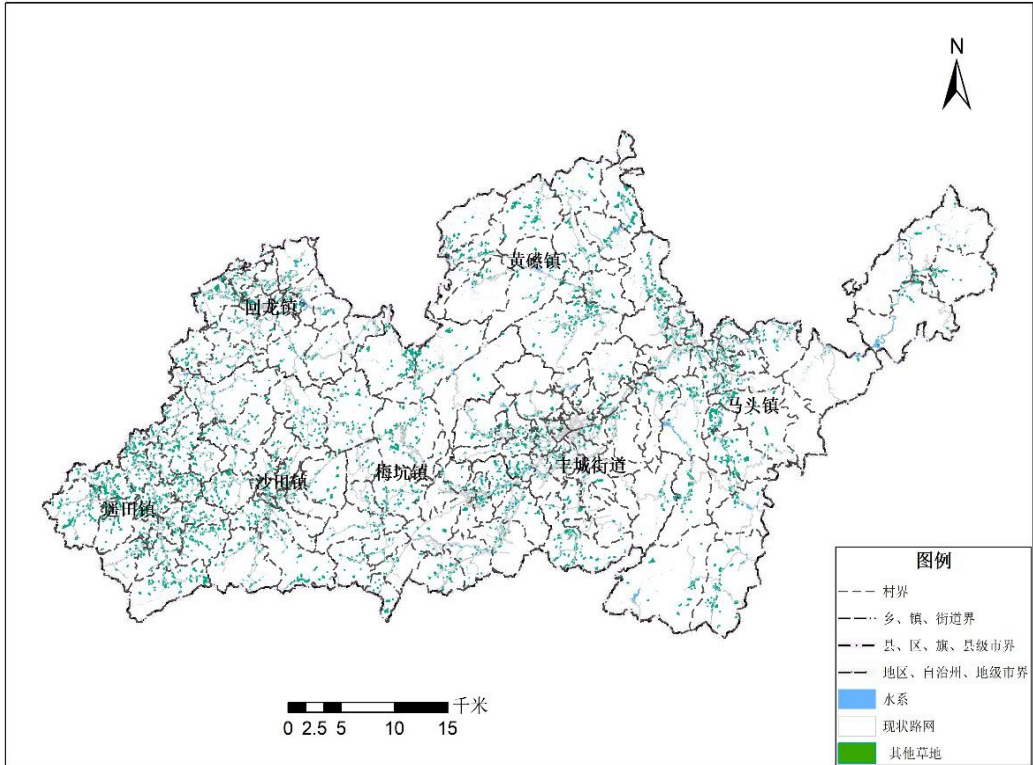 N
黄磜镇
回龙镇
马头镇
梅坑镇
丰城街道
沙田镇
遥田镇
图例
村界
乡、镇、街道界
县、区、旗、县级市界
地区、自治州、地级市界
水系
现状路网
其他草地
千米
0 2.5 5 10 15